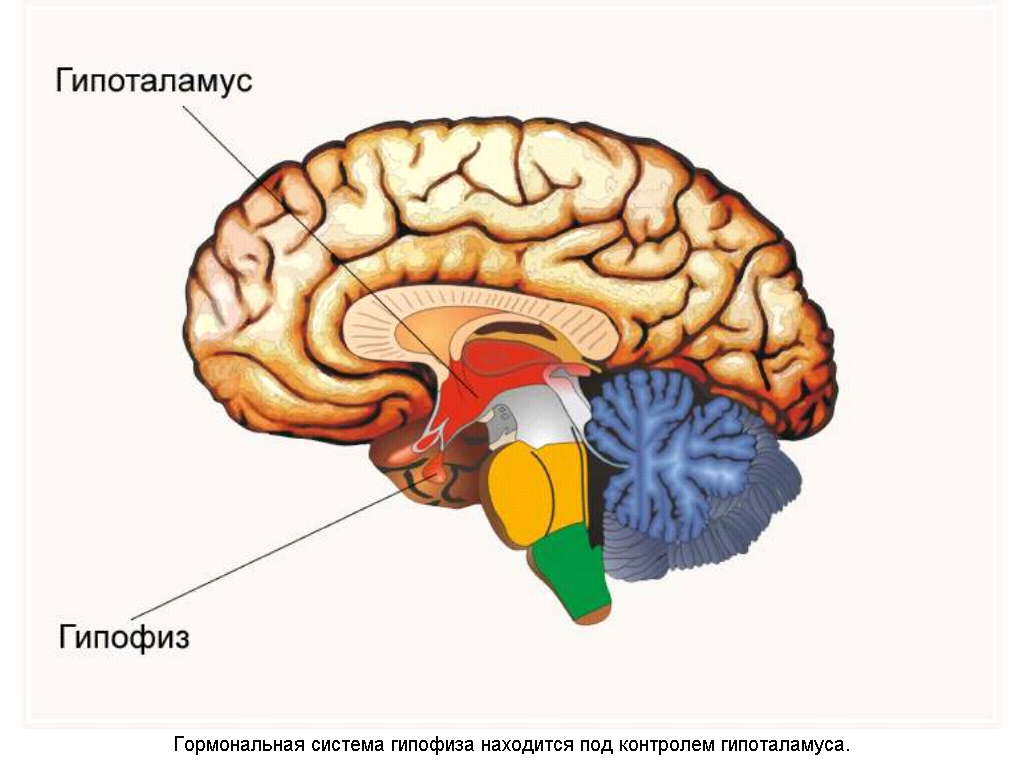 Гипоталамус
Гипофиз
Гормональная система гипофиза находится под контролем гипоталамуса.